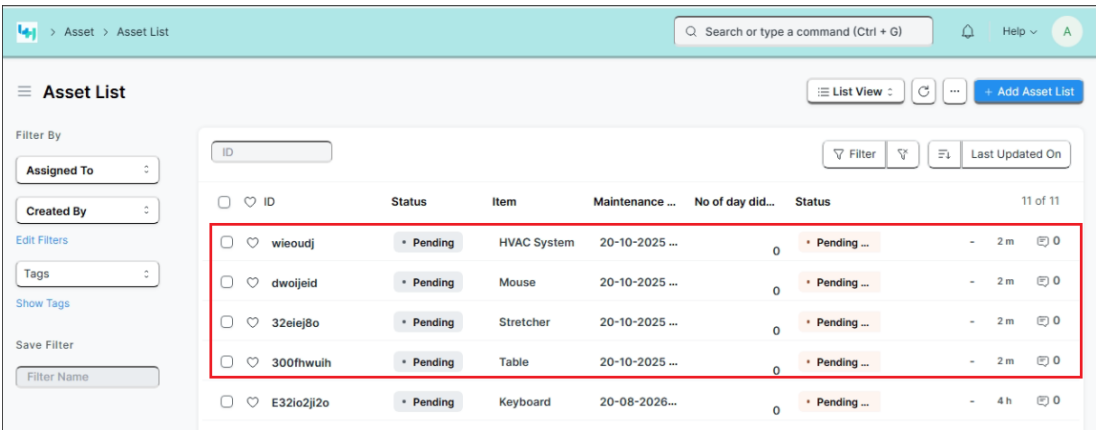 > Asset > Asset List
Search or type a command (Ctrl + G)
Help
A
Asset List
List View
...
+ Add Asset List
Filter By
Assigned To
Created By
Edit Filters
Tags
Show Tags
Save Filter
Filter Name
ID
Filter
Last Updated On
ID Status Item Maintenance ... No of day did... Status 11 of 11
wieoudj • Pending HVAC System 20-10-2025 ... 0 • Pending ... - 2 m 0
dwoijeid • Pending Mouse 20-10-2025 ... 0 • Pending ... - 2 m 0
32eiej8o • Pending Stretcher 20-10-2025 ... 0 • Pending ... - 2 m 0
300fhwuih • Pending Table 20-10-2025 ... 0 • Pending ... - 2 m 0
E32io2ji2o • Pending Keyboard 20-08-2026... 0 • Pending ... - 4 h 0